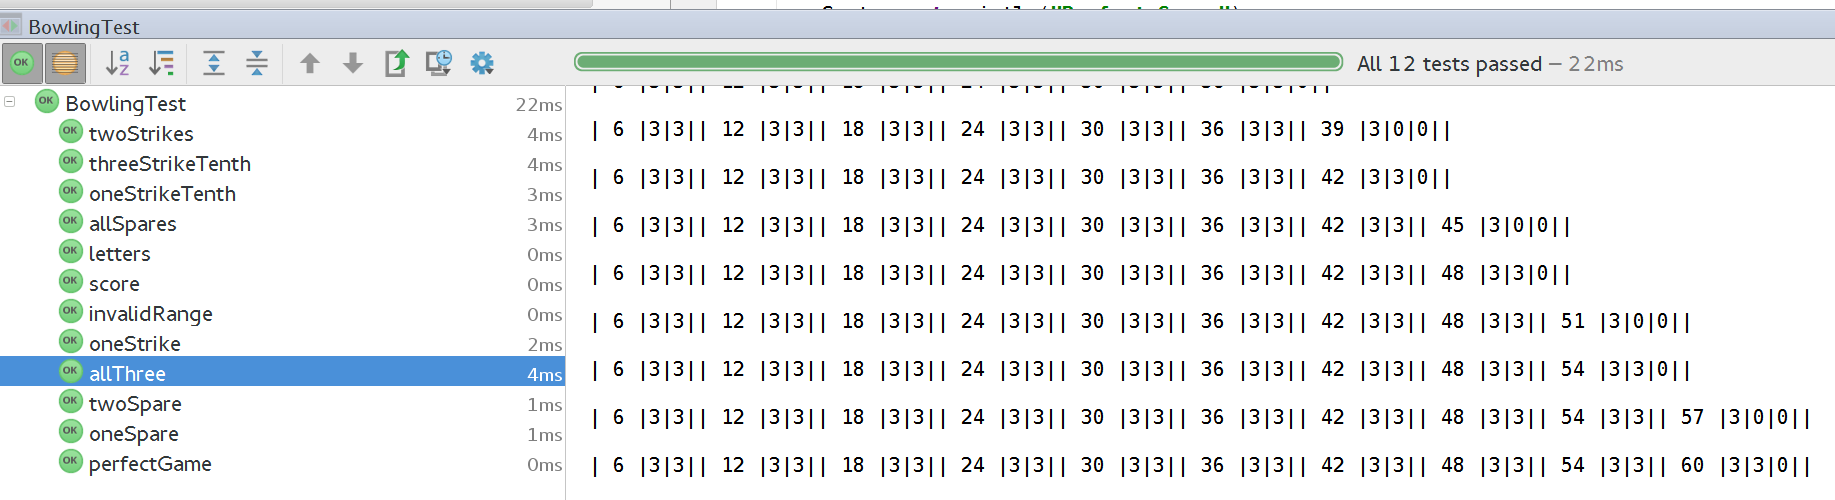 BowlingTest
All 12 tests passed – 22ms
BowlingTest 22ms
twoStrikes 4ms
threeStrikeTenth 4ms
oneStrikeTenth 3ms
allSpares 3ms
letters 0ms
score 0ms
invalidRange 0ms
oneStrike 2ms
allThree 4ms
twoSpare 1ms
oneSpare 1ms
perfectGame 0ms
| 6 |3|3|| 12 |3|3|| 18 |3|3|| 24 |3|3|| 30 |3|3|| 36 |3|3|| 39 |3|0|0||
| 6 |3|3|| 12 |3|3|| 18 |3|3|| 24 |3|3|| 30 |3|3|| 36 |3|3|| 42 |3|3|0||
| 6 |3|3|| 12 |3|3|| 18 |3|3|| 24 |3|3|| 30 |3|3|| 36 |3|3|| 42 |3|3|| 45 |3|0|0||
| 6 |3|3|| 12 |3|3|| 18 |3|3|| 24 |3|3|| 30 |3|3|| 36 |3|3|| 42 |3|3|| 48 |3|3|0||
| 6 |3|3|| 12 |3|3|| 18 |3|3|| 24 |3|3|| 30 |3|3|| 36 |3|3|| 42 |3|3|| 48 |3|3|| 51 |3|0|0||
| 6 |3|3|| 12 |3|3|| 18 |3|3|| 24 |3|3|| 30 |3|3|| 36 |3|3|| 42 |3|3|| 48 |3|3|| 54 |3|3|0||
| 6 |3|3|| 12 |3|3|| 18 |3|3|| 24 |3|3|| 30 |3|3|| 36 |3|3|| 42 |3|3|| 48 |3|3|| 54 |3|3|| 57 |3|0|0||
| 6 |3|3|| 12 |3|3|| 18 |3|3|| 24 |3|3|| 30 |3|3|| 36 |3|3|| 42 |3|3|| 48 |3|3|| 54 |3|3|| 60 |3|3|0||